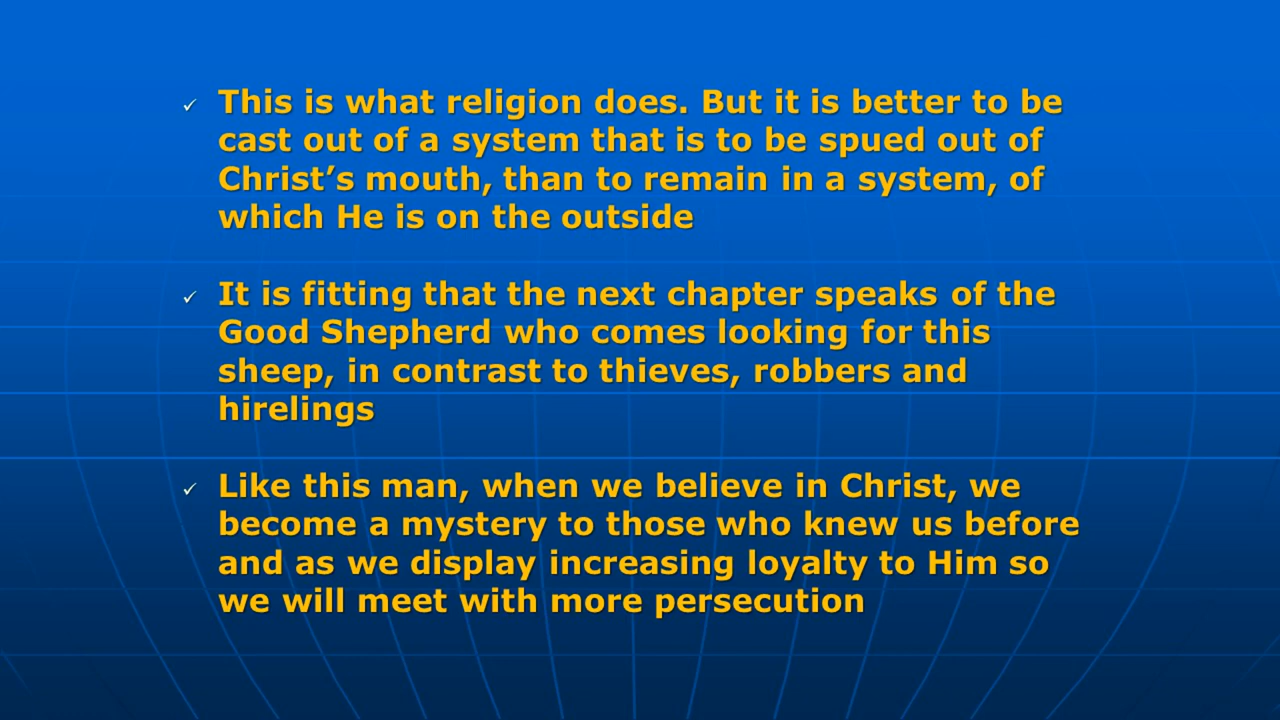 ✓ This is what religion does. But it is better to be
cast out of a system that is to be spued out of
Christ’s mouth, than to remain in a system, of
which He is on the outside
✓ It is fitting that the next chapter speaks of the
Good Shepherd who comes looking for this
sheep, in contrast to thieves, robbers and
hirelings
✓ Like this man, when we believe in Christ, we
become a mystery to those who knew us before
and as we display increasing loyalty to Him so
we will meet with more persecution